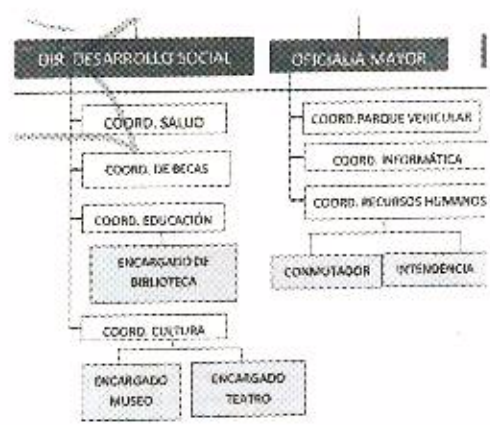 DIR. DESARROLLO SOCIAL
COORD. SALUD
COORD. DE BECAS
COORD. EDUCACIÓN
ENCARGADO DE
BIBLIOTECA
COORD. CULTURA
ENCARGADO
MUSEO
ENCARGADO
TEATRO
OFICIALIA MAYOR
COORD.PARQUE VEHICULAR
COORD. INFORMÁTICA
COORD. RECURSOS HUMANOS
CONMUTADOR
INTENDENCIA